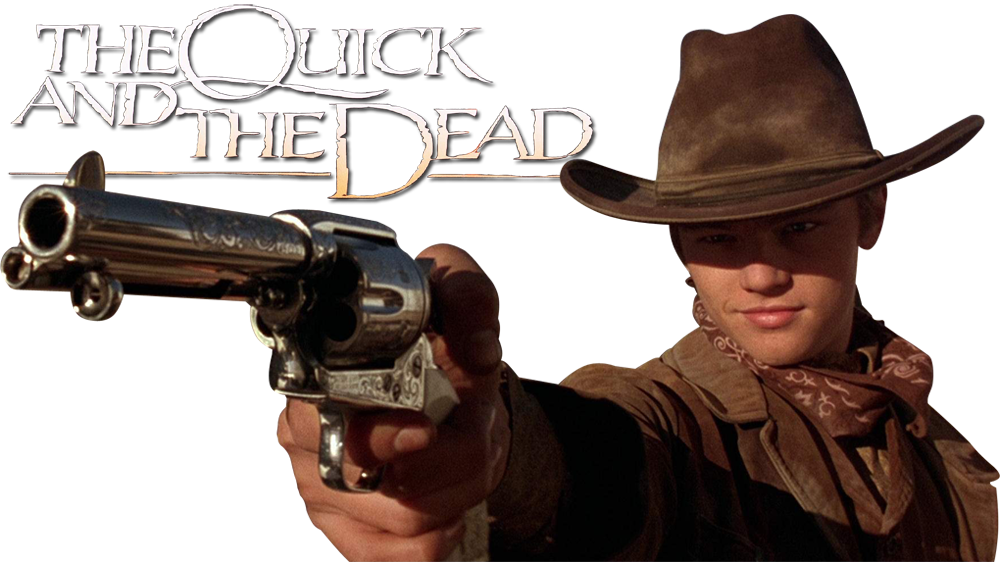 THE QUICK
AND THE DEAD